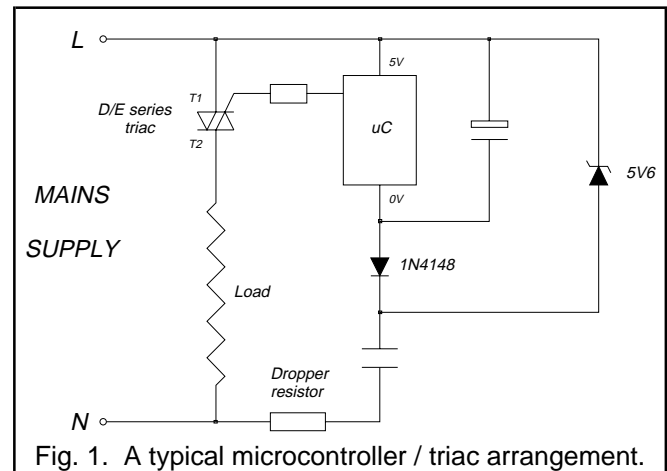 L
5V
T1
D/E series
triac
T2
uC
5V6
MAINS
0V
SUPPLY
1N4148
Load
Dropper
resistor
N
Fig. 1. A typical microcontroller / triac arrangement.